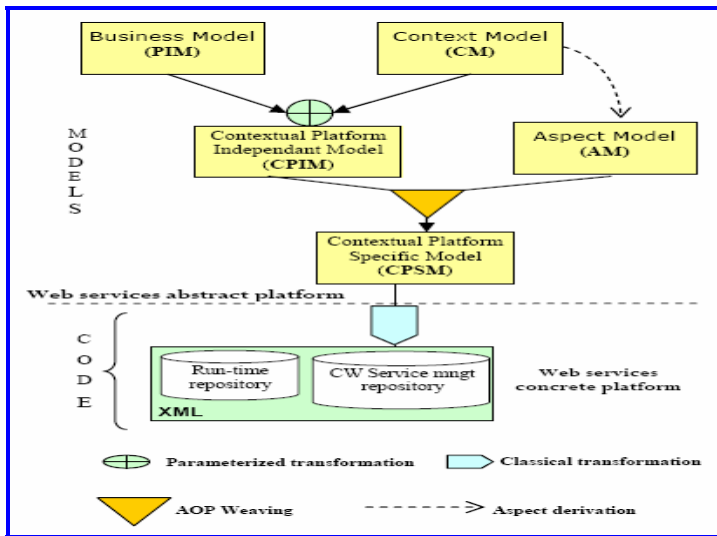 Business Model
(PIM)
Context Model
(CM)
MODELS
Contextual Platform
Independant Model
(CPIM)
Aspect Model
(AM)
Contextual Platform
Specific Model
(CPSM)
Web services abstract platform
CODE
Run-time
repository
CW Service mngt
repository
XML
Web services
concrete platform
Parameterized transformation
Classical transformation
AOP Weaving
Aspect derivation